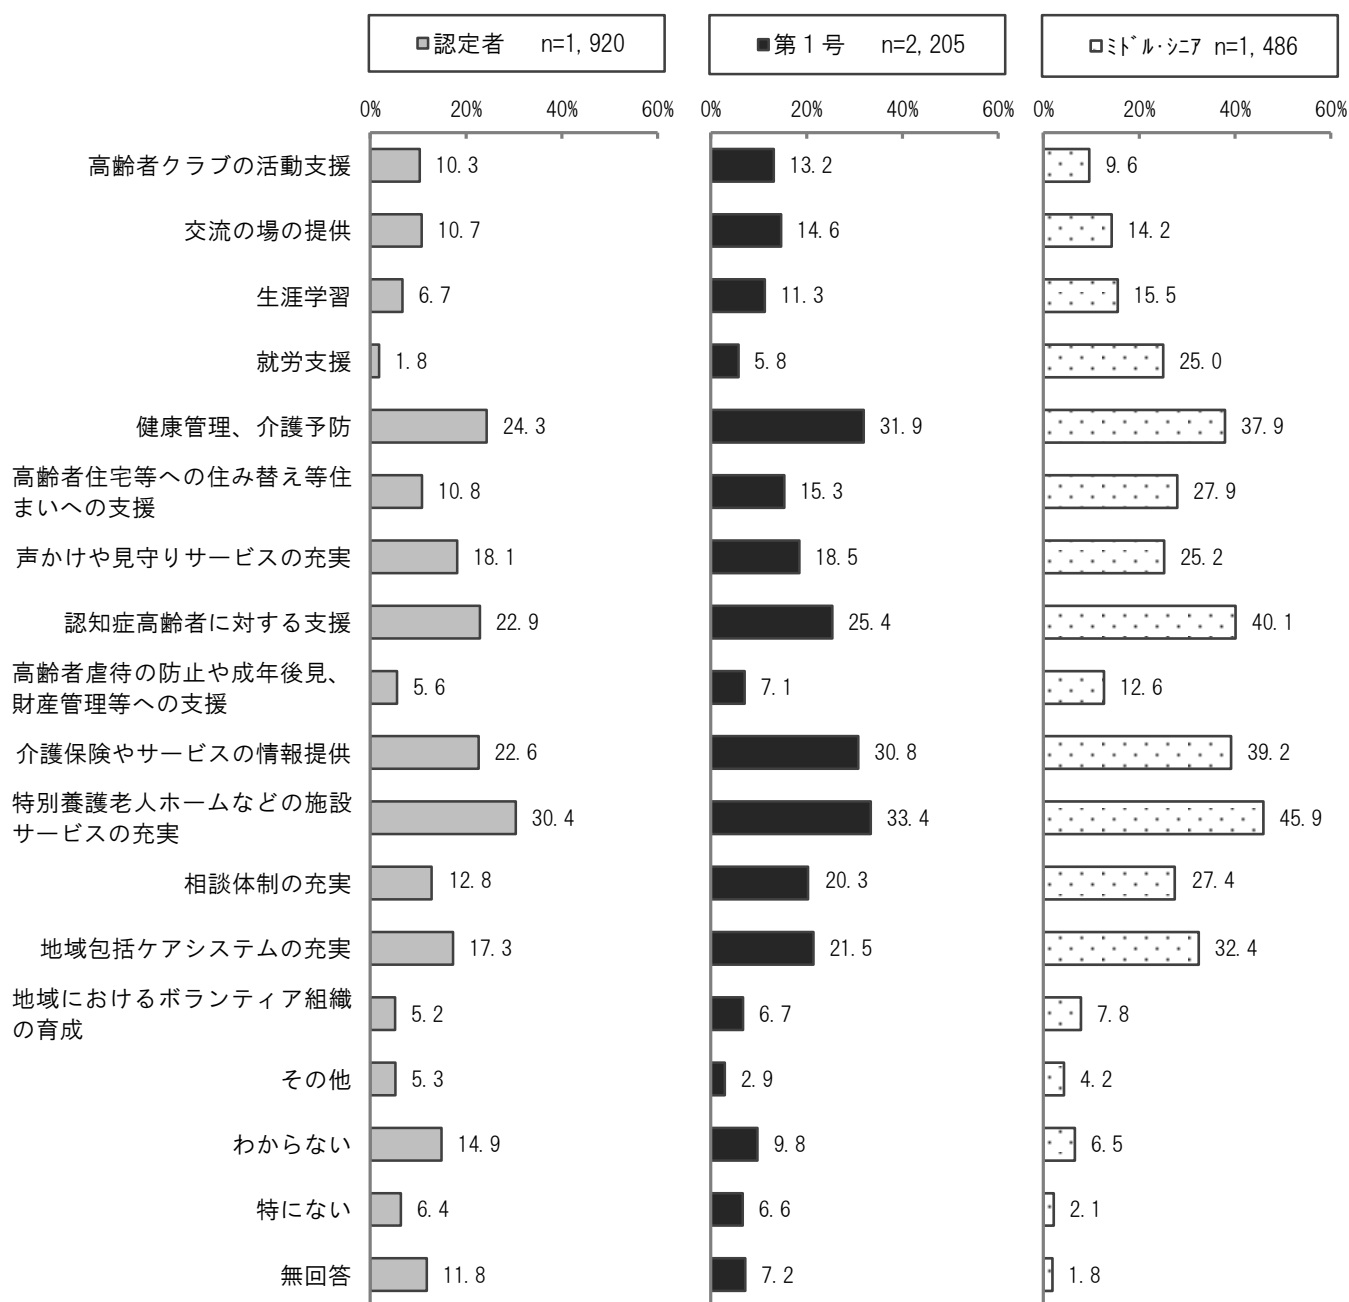 認定者 n=1,920 第1号 n=2,205 ﾐﾄﾞﾙ･ｼﾆｱ n=1,486
0% 20% 40% 60% 0% 20% 40% 60% 0% 20% 40% 60%
高齢者クラブの活動支援 10.3 13.2 9.6
交流の場の提供 10.7 14.6 14.2
生涯学習 6.7 11.3 15.5
就労支援 1.8 5.8 25.0
健康管理、介護予防 24.3 31.9 37.9
高齢者住宅等への住み替え等住
まいへの支援 10.8 15.3 27.9
声かけや見守りサービスの充実 18.1 18.5 25.2
認知症高齢者に対する支援 22.9 25.4 40.1
高齢者虐待の防止や成年後見、
財産管理等への支援 5.6 7.1 12.6
介護保険やサービスの情報提供 22.6 30.8 39.2
特別養護老人ホームなどの施設
サービスの充実 30.4 33.4 45.9
相談体制の充実 12.8 20.3 27.4
地域包括ケアシステムの充実 17.3 21.5 32.4
地域におけるボランティア組織
の育成 5.2 6.7 7.8
その他 5.3 2.9 4.2
わからない 14.9 9.8 6.5
特にない 6.4 6.6 2.1
無回答 11.8 7.2 1.8